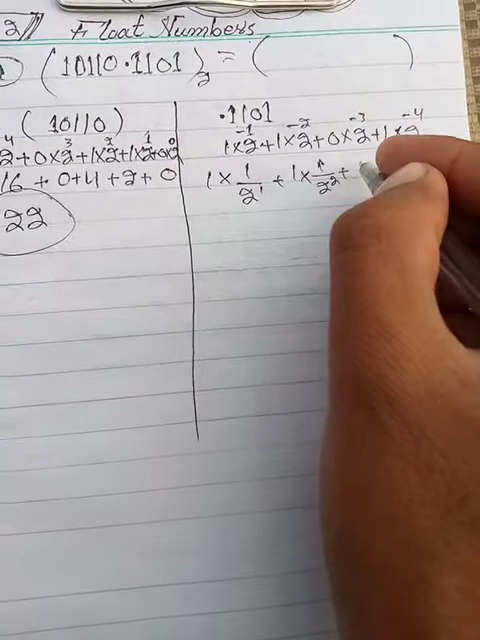 Float Numbers
(10110.1101)₂ = ( )
(10110)
⁴ 2+0×2³+1×2²+1×2¹+0×2⁰
16 + 0+4+2+0
22
.1101
1×2⁻¹+1×2⁻²+0×2⁻³+1×2⁻⁴
1×1/2¹ + 1×1/2² +